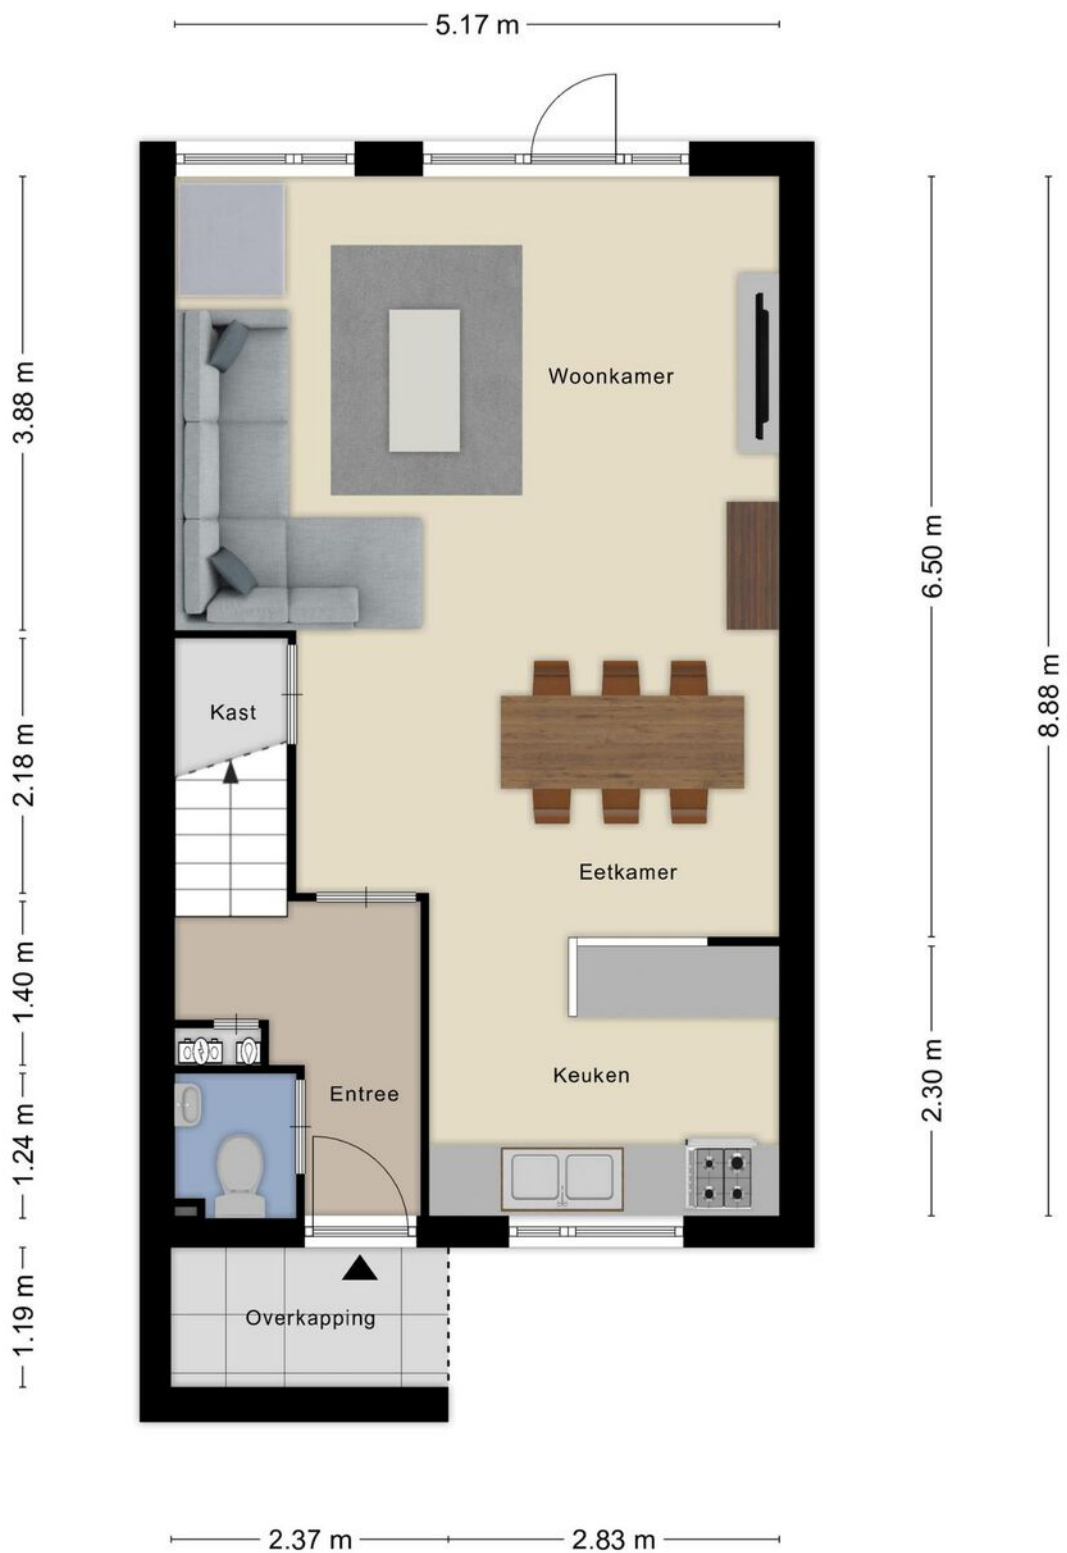 5.17 m
3.88 m
Woonkamer
6.50 m
8.88 m
Kast
2.18 m
Eetkamer
1.40 m
Keuken
2.30 m
Entree
1.24 m
Overkapping
1.19 m
2.37 m
2.83 m